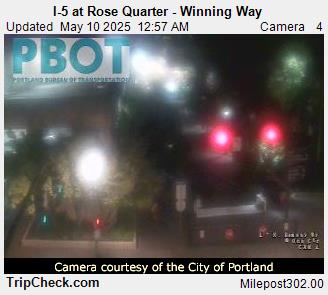 I-5 at Rose Quarter - Winning Way
Updated May 10 2025 12:57 AM Camera 4
PBOT
PORTLAND BUREAU OF TRANSPORTATION
Camera courtesy of the City of Portland
TripCheck.com Milepost302.00